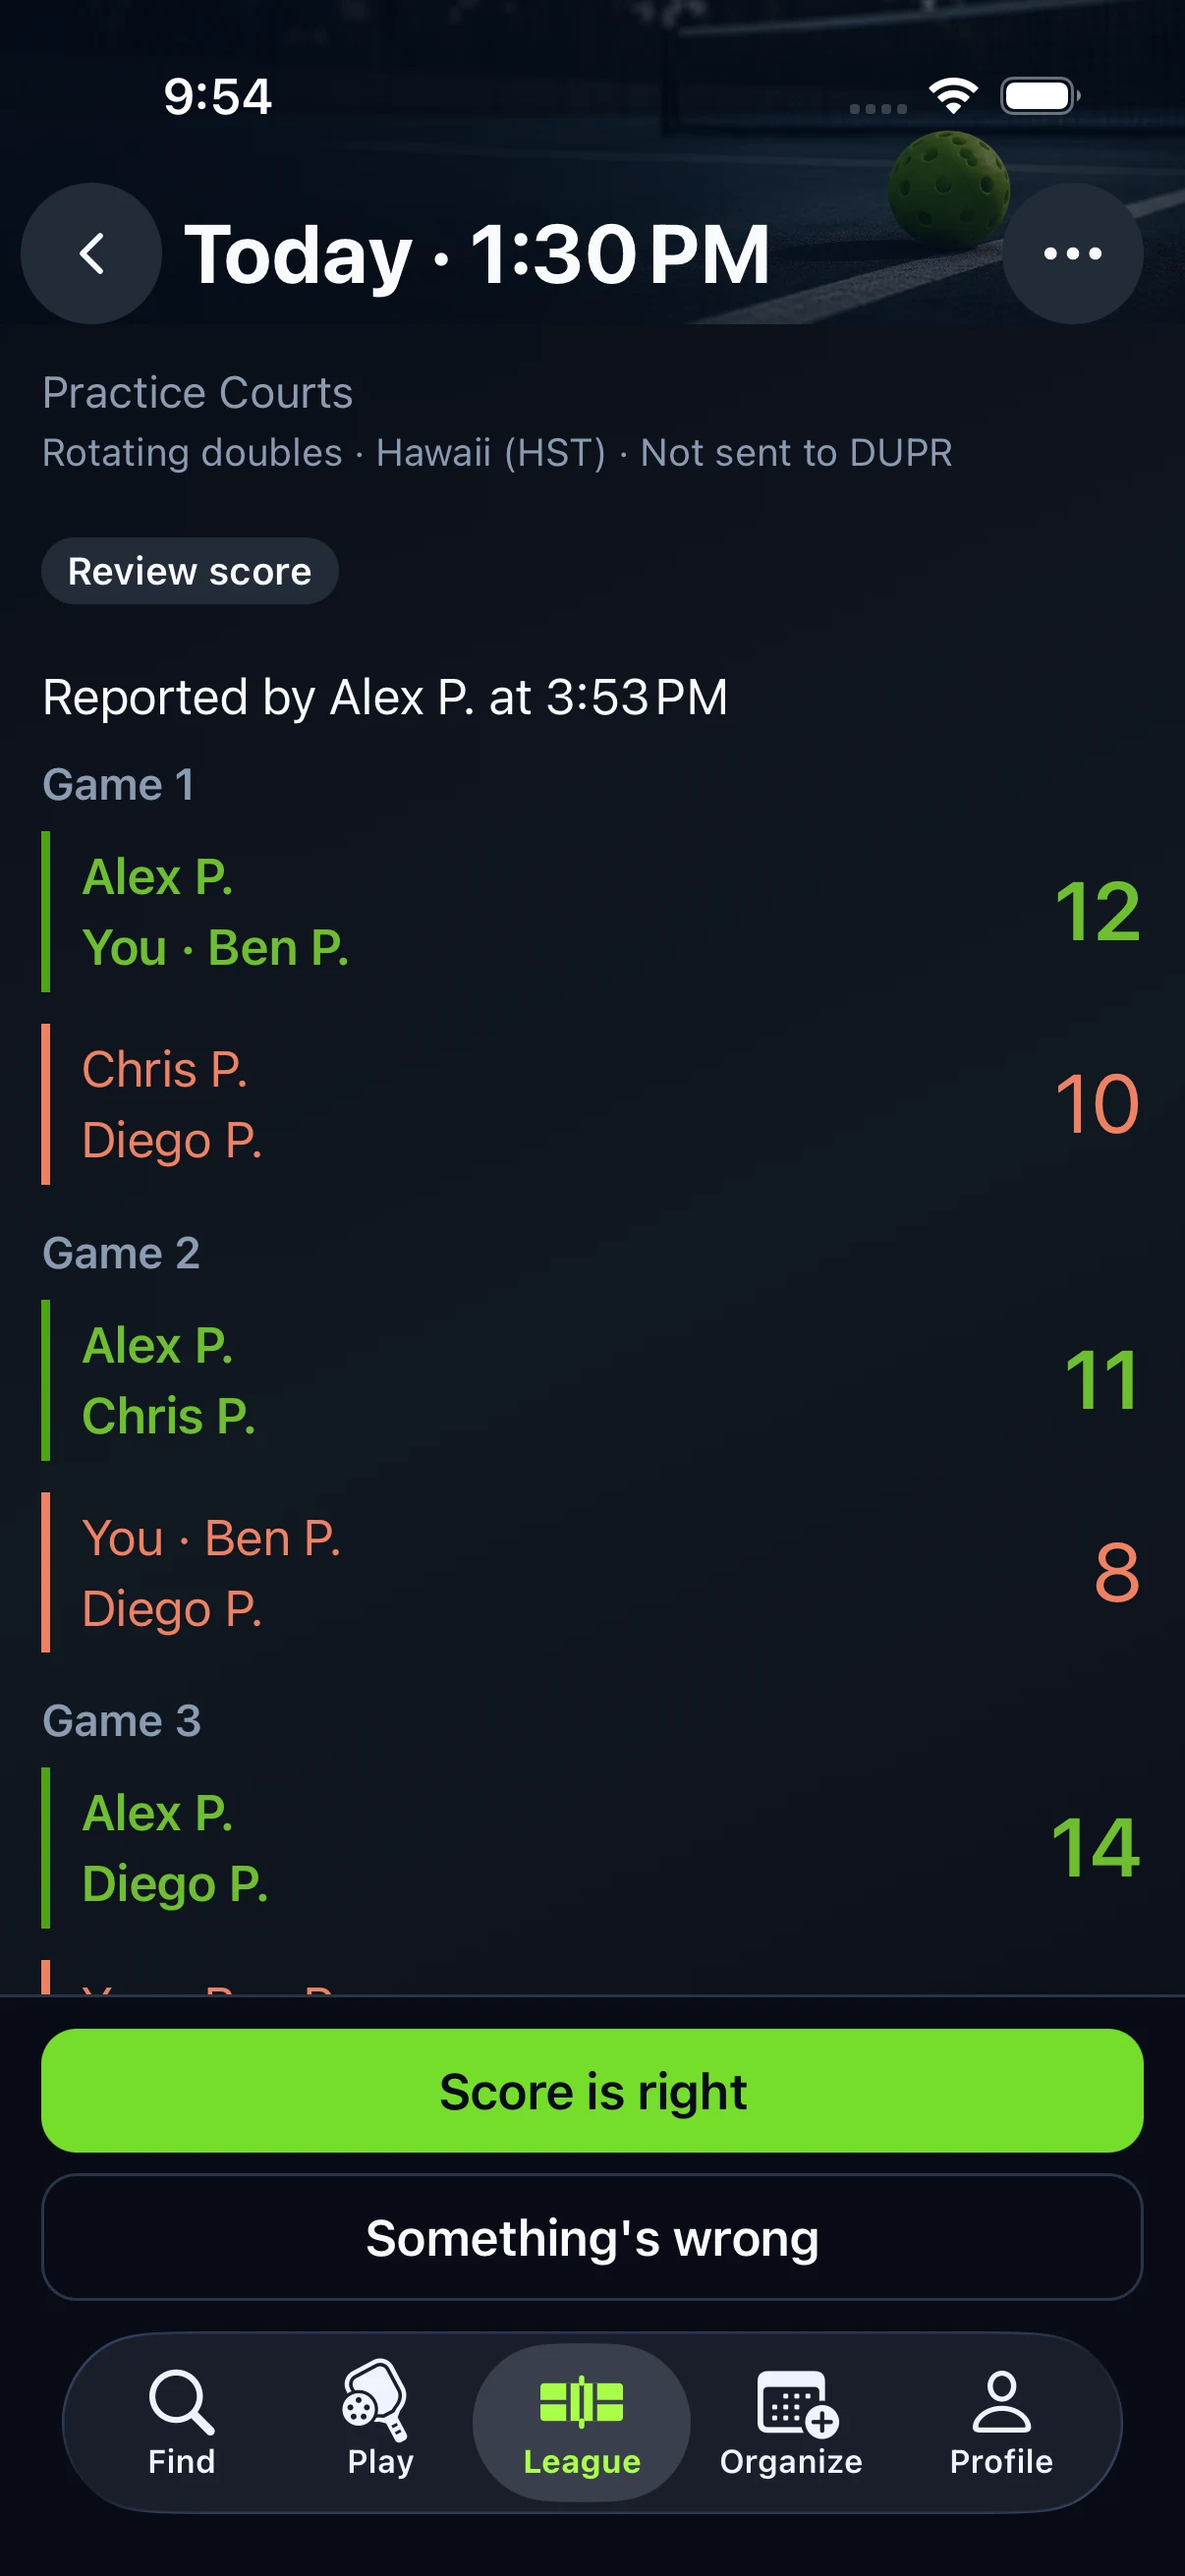 9:54
Today · 1:30 PM
Practice Courts
Rotating doubles · Hawaii (HST) · Not sent to DUPR
Review score
Reported by Alex P. at 3:53 PM
Game 1
Alex P.
You · Ben P.
12
Chris P.
Diego P.
10
Game 2
Alex P.
Chris P.
11
You · Ben P.
Diego P.
8
Game 3
Alex P.
Diego P.
14
Score is right
Something's wrong
Find
Play
League
Organize
Profile